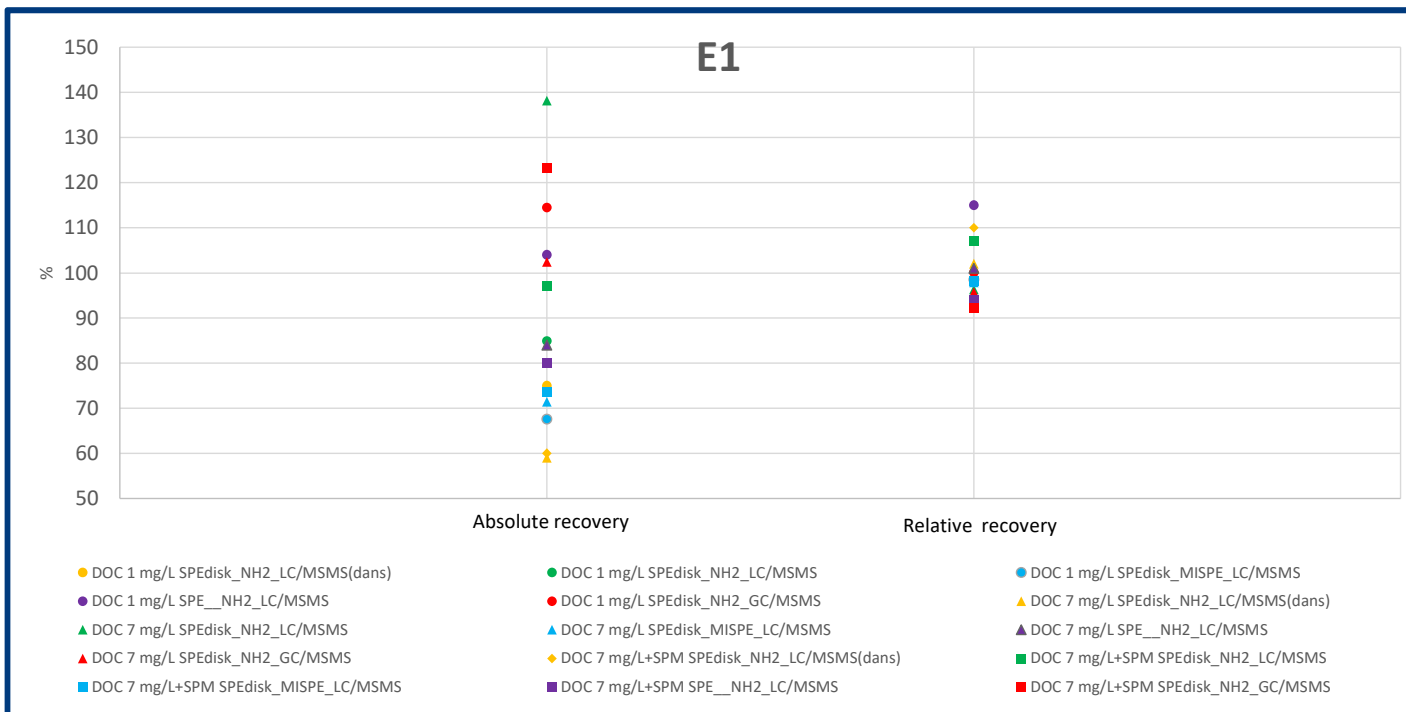 E1
150
140
130
120
110
100
90
80
70
60
50
%
Absolute recovery
Relative recovery
DOC 1 mg/L SPEdisk_NH2_LC/MSMS(dans)
DOC 1 mg/L SPEdisk_NH2_LC/MSMS
DOC 1 mg/L SPEdisk_MISPE_LC/MSMS
DOC 1 mg/L SPE__NH2_LC/MSMS
DOC 1 mg/L SPEdisk_NH2_GC/MSMS
DOC 7 mg/L SPEdisk_NH2_LC/MSMS(dans)
DOC 7 mg/L SPEdisk_NH2_LC/MSMS
DOC 7 mg/L SPEdisk_MISPE_LC/MSMS
DOC 7 mg/L SPE__NH2_LC/MSMS
DOC 7 mg/L SPEdisk_NH2_GC/MSMS
DOC 7 mg/L+SPM SPEdisk_NH2_LC/MSMS(dans)
DOC 7 mg/L+SPM SPEdisk_NH2_LC/MSMS
DOC 7 mg/L+SPM SPEdisk_MISPE_LC/MSMS
DOC 7 mg/L+SPM SPE__NH2_LC/MSMS
DOC 7 mg/L+SPM SPEdisk_NH2_GC/MSMS